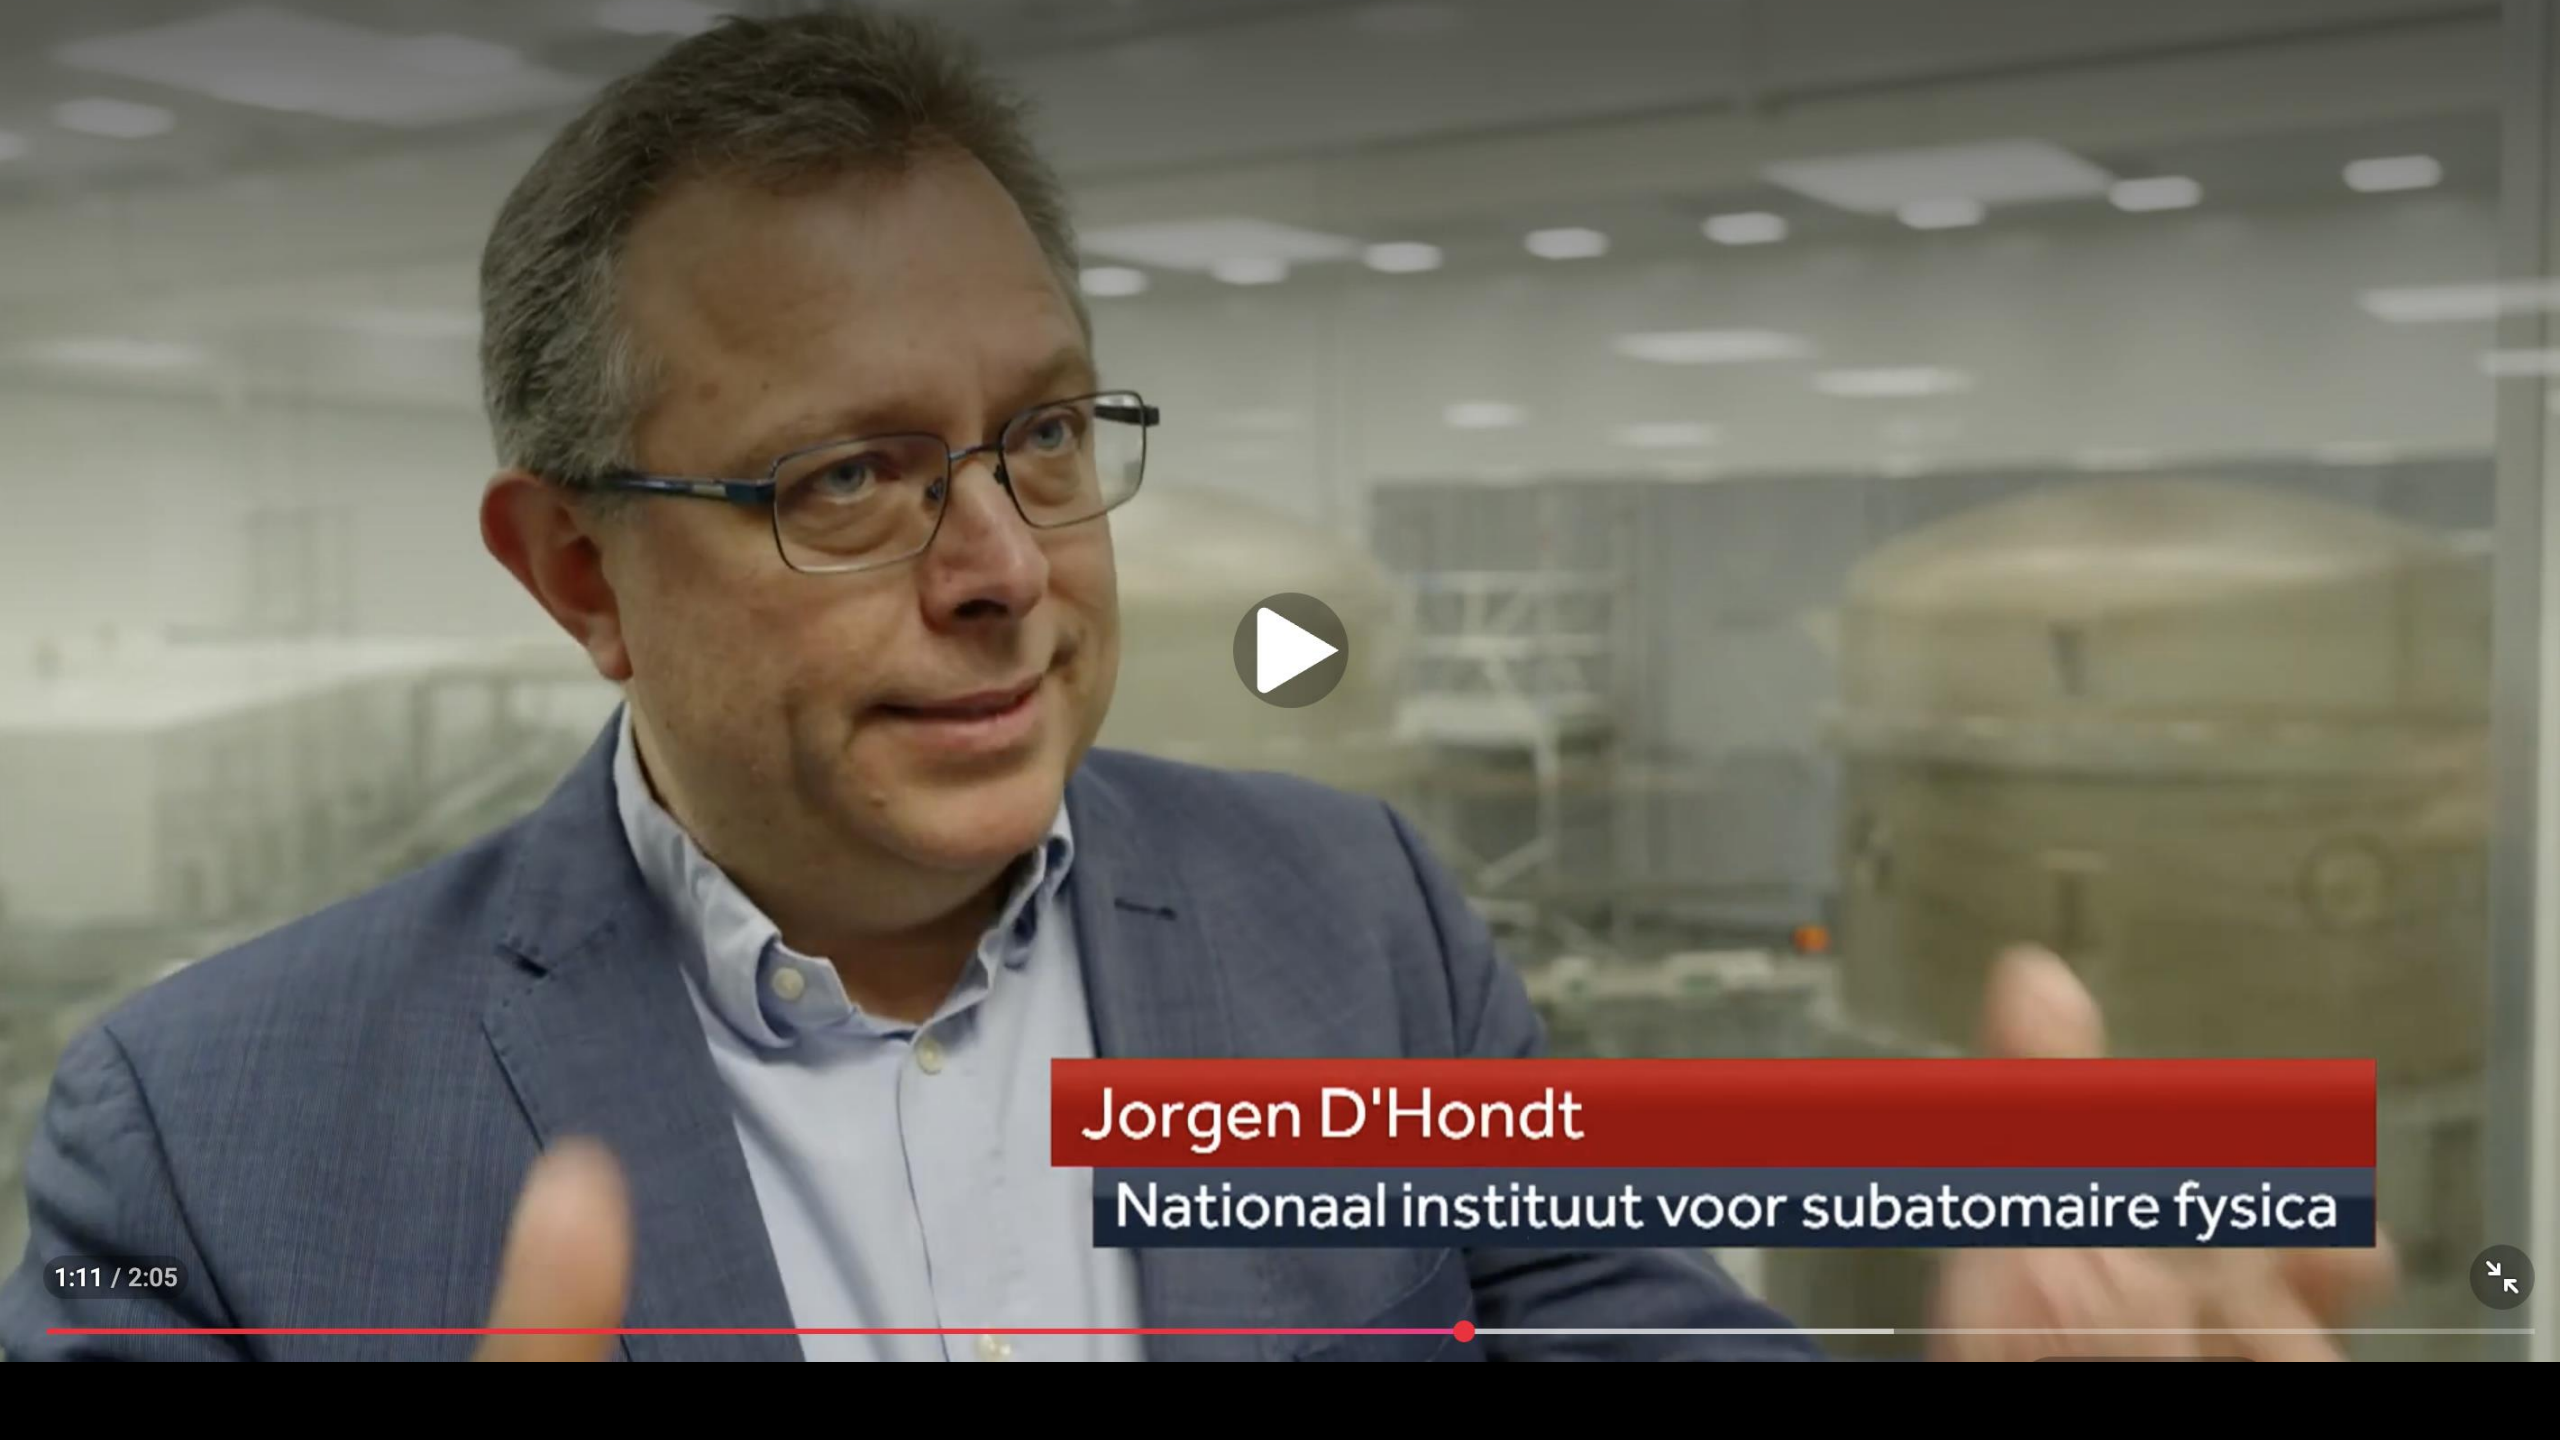 Jorgen D'Hondt
Nationaal instituut voor subatomaire fysica
1:11 / 2:05